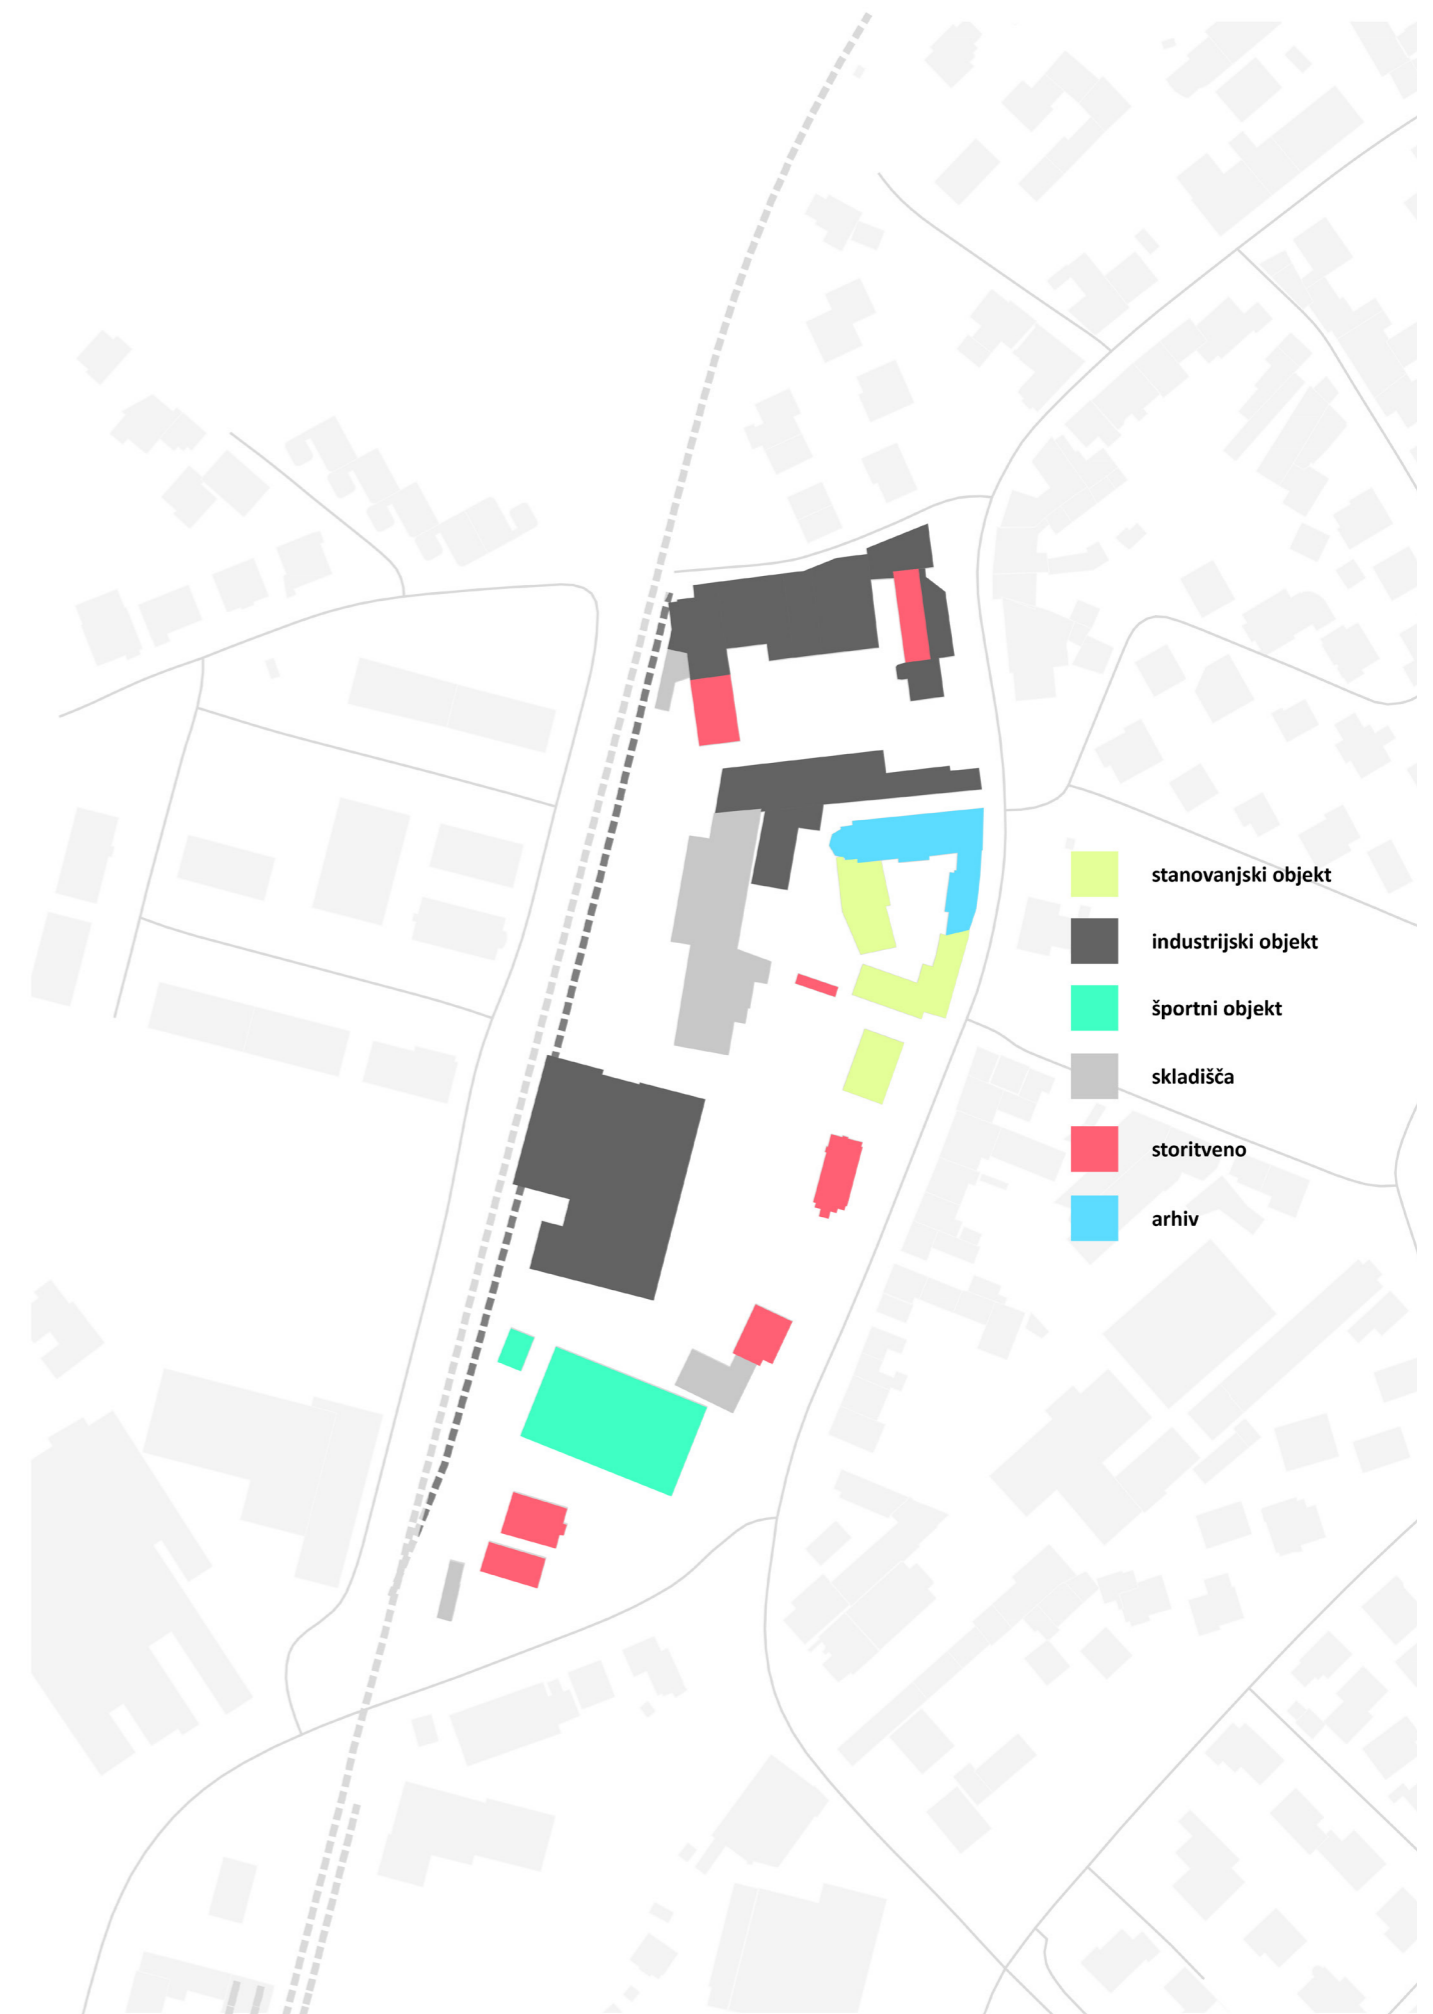 stanovanjski objekt
industrijski objekt
športni objekt
skladišča
storitveno
arhiv